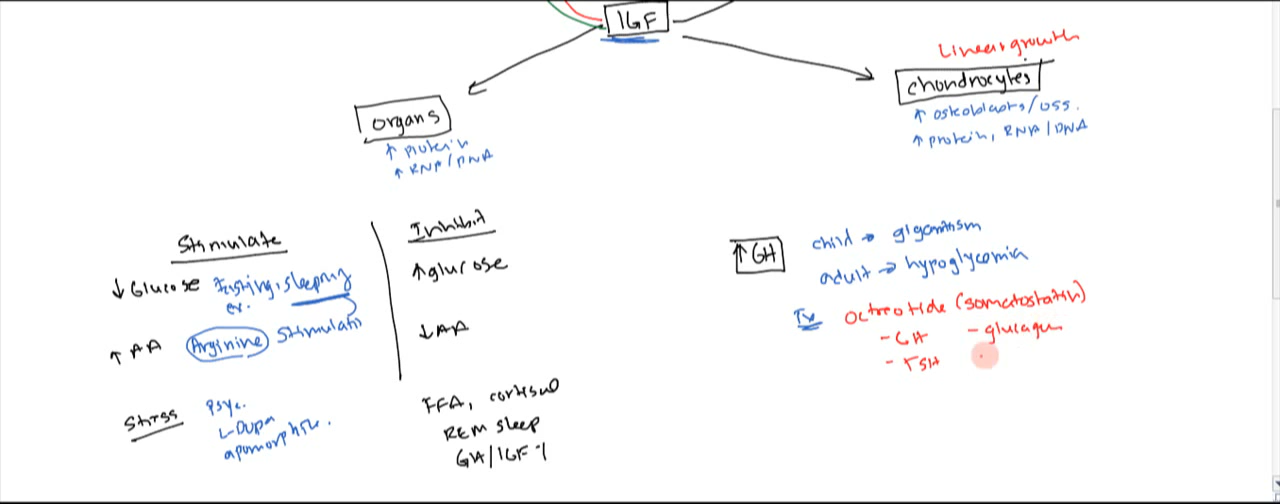 IGF
Linear growth
chondrocytes
↑ osteoblasts/oss.
↑ protein, RNA/DNA
organs
↑ protein
↑ RNA/DNA
Stimulate
↓ Glucose Fasting, sleeping
ex.
↑ AA Arginine stimulati
Stress Psyc.
L-Dopa
apomorphine.
Inhibit
↑ glucose
↓ AA
FFA, cortisol
REM sleep
GH/IGF
↑ GH
child → gigantism
adult → hypoglycemia
Tx Octreotide (somatostatin)
- GH - glucagon
- TSH